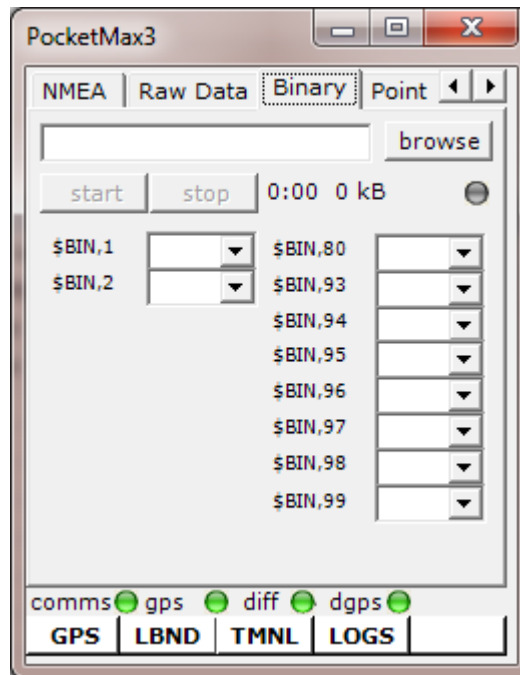 PocketMax3
NMEA Raw Data Binary Point
browse
start stop 0:00 0 kB
$BIN,1 $BIN,80
$BIN,2 $BIN,93
$BIN,94
$BIN,95
$BIN,96
$BIN,97
$BIN,98
$BIN,99
comms gps diff dgps
GPS LBND TMNL LOGS